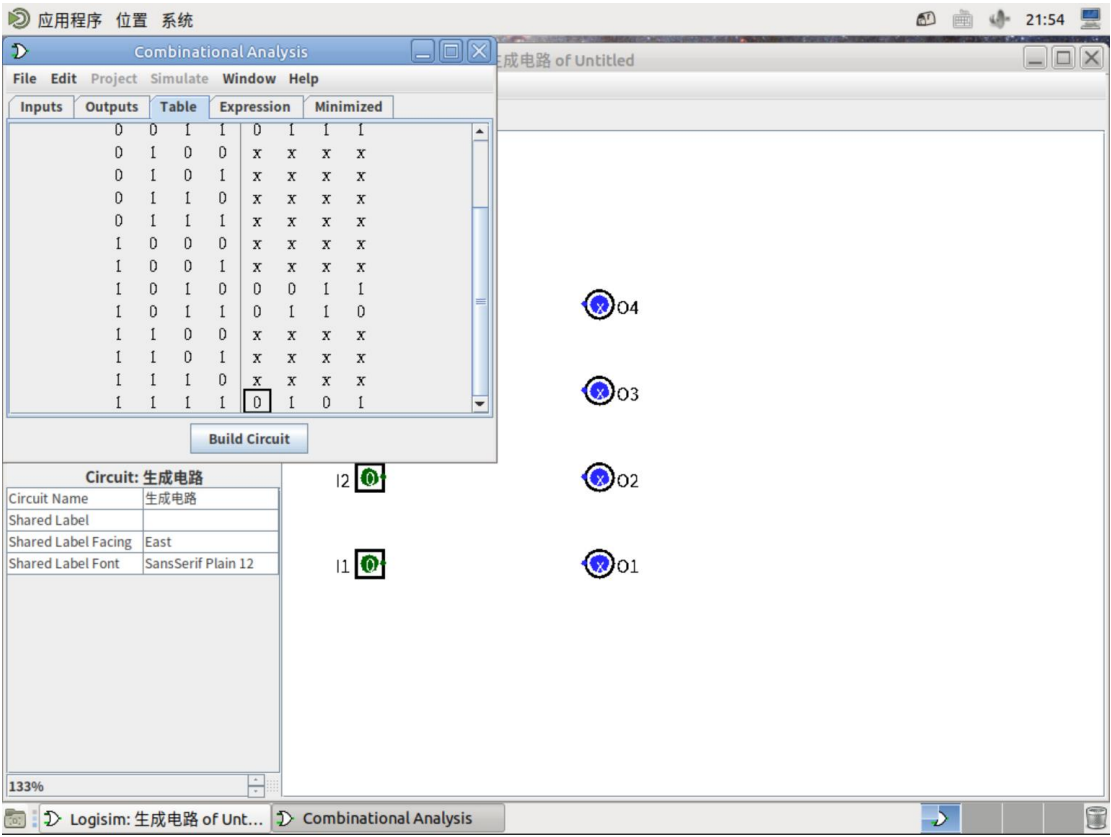 应用程序 位置 系统 21:54
Combinational Analysis
生成电路 of Untitled
File Edit Project Simulate Window Help
Inputs Outputs Table Expression Minimized
0 0 1 1 0 1 1 1
0 1 0 0 x x x x
0 1 0 1 x x x x
0 1 1 0 x x x x
0 1 1 1 x x x x
1 0 0 0 x x x x
1 0 0 1 x x x x
1 0 1 0 0 0 1 1
1 0 1 1 0 1 1 0
1 1 0 0 x x x x
1 1 0 1 x x x x
1 1 1 0 x x x x
1 1 1 1 0 1 0 1
Build Circuit
x O4
x O3
I2 0 x O2
I1 0 x O1
Circuit: 生成电路
Circuit Name 生成电路
Shared Label
Shared Label Facing East
Shared Label Font SansSerif Plain 12
133%
Logisim: 生成电路 of Unt... Combinational Analysis